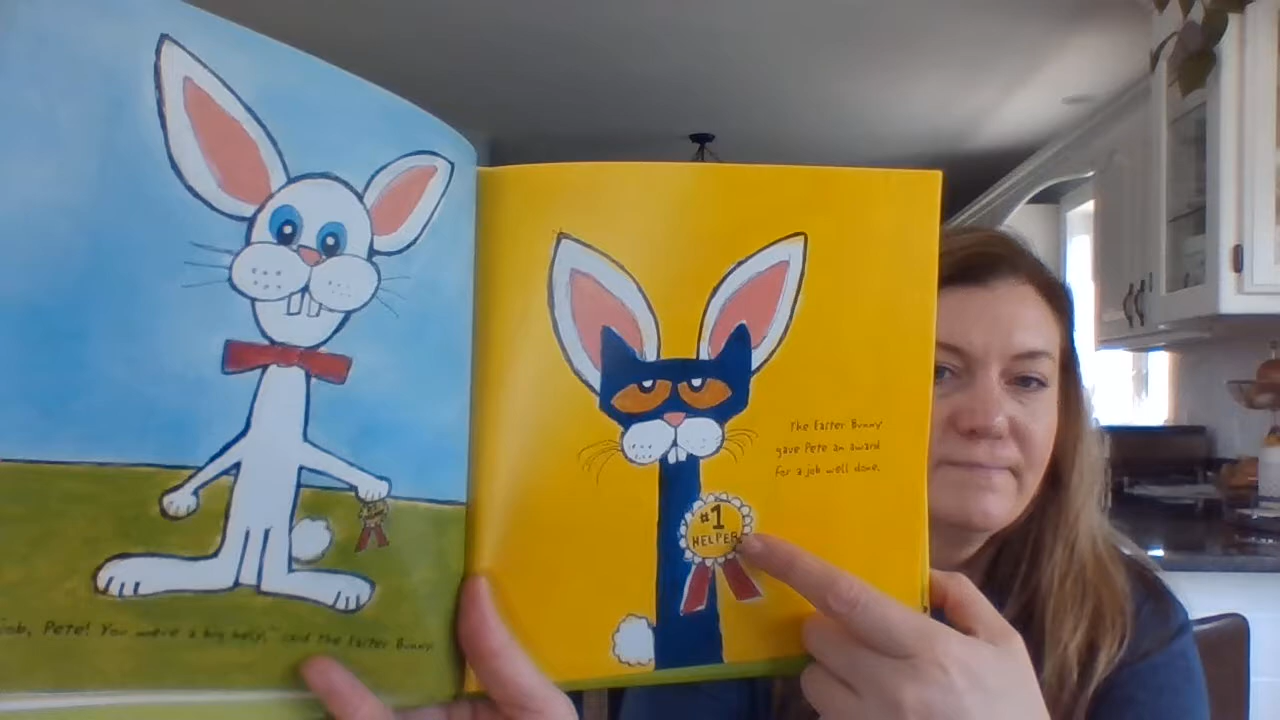 job, Pete! You were a big help," said the Easter Bunny.
The Easter Bunny
gave Pete an award
for a job well done.
#1
HELPER